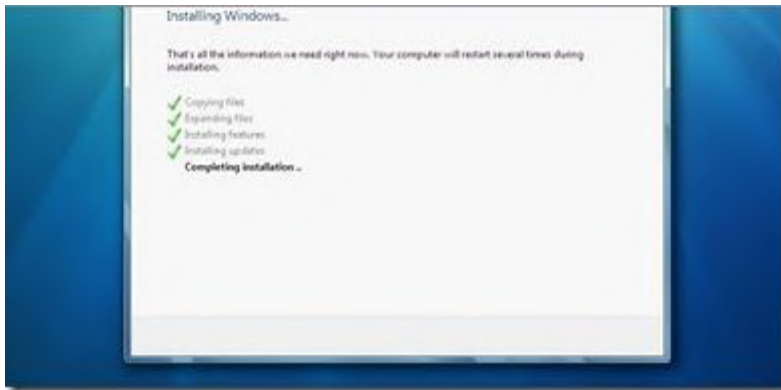 Installing Windows...
That's all the information we need right now. Your computer will restart several times during
installation.
Copying files
Expanding files
Installing features
Installing updates
Completing installation ...